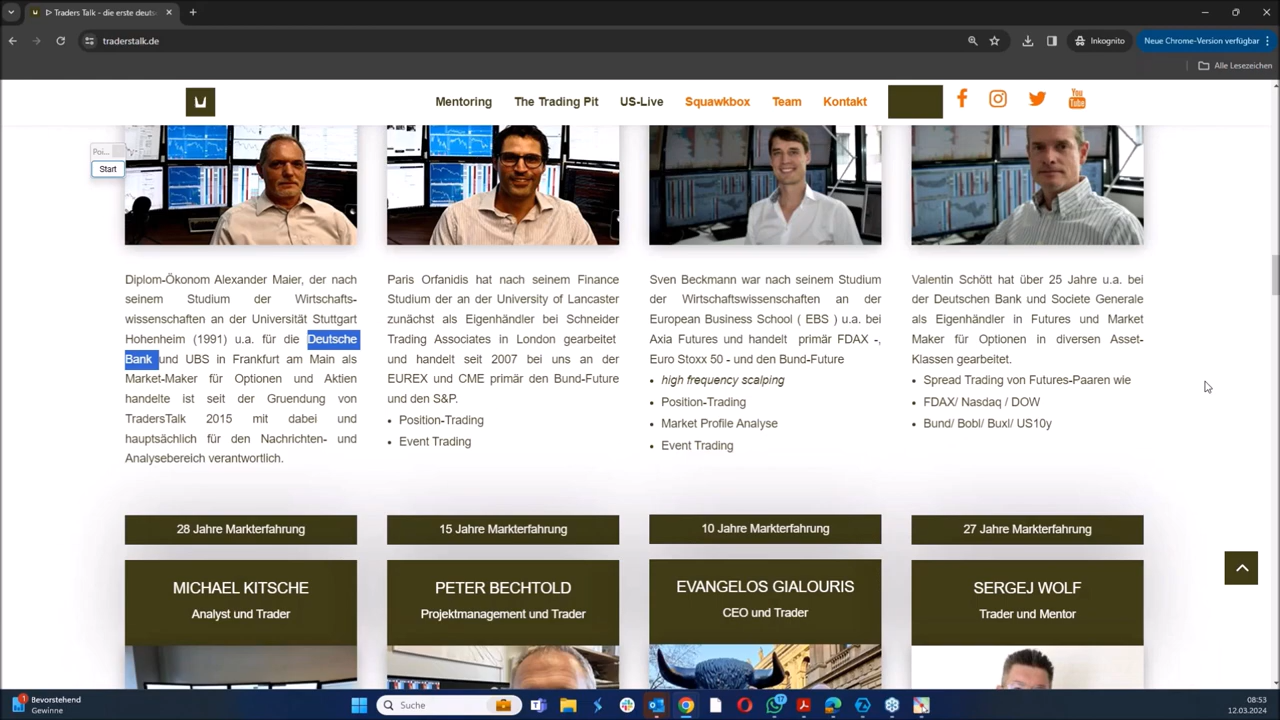 Traders Talk - die erste deuts
traderstalk.de
Inkognito
Neue Chrome-Version verfügbar
Alle Lesezeichen
Mentoring
The Trading Pit
US-Live
Squawkbox
Team
Kontakt
You
Tube
Poi...
Start
Diplom-Ökonom Alexander Maier, der nach
seinem Studium der Wirtschafts-
wissenschaften an der Universität Stuttgart
Hohenheim (1991) u.a. für die Deutsche
Bank und UBS in Frankfurt am Main als
Market-Maker für Optionen und Aktien
handelte ist seit der Gruendung von
TradersTalk 2015 mit dabei und
hauptsächlich für den Nachrichten- und
Analysebereich verantwortlich.
Paris Orfanidis hat nach seinem Finance
Studium der an der University of Lancaster
zunächst als Eigenhändler bei Schneider
Trading Associates in London gearbeitet
und handelt seit 2007 bei uns an der
EUREX und CME primär den Bund-Future
und den S&P.
• Position-Trading
• Event Trading
Sven Beckmann war nach seinem Studium
der Wirtschaftswissenschaften an der
European Business School ( EBS ) u.a. bei
Axia Futures und handelt primär FDAX -,
Euro Stoxx 50 - und den Bund-Future
• high frequency scalping
• Position-Trading
• Market Profile Analyse
• Event Trading
Valentin Schött hat über 25 Jahre u.a. bei
der Deutschen Bank und Societe Generale
als Eigenhändler in Futures und Market
Maker für Optionen in diversen Asset-
Klassen gearbeitet.
• Spread Trading von Futures-Paaren wie
• FDAX/ Nasdaq / DOW
• Bund/ Bobl/ Buxl/ US10y
28 Jahre Markterfahrung
15 Jahre Markterfahrung
10 Jahre Markterfahrung
27 Jahre Markterfahrung
MICHAEL KITSCHE
Analyst und Trader
PETER BECHTOLD
Projektmanagement und Trader
EVANGELOS GIALOURIS
CEO und Trader
SERGEJ WOLF
Trader und Mentor
1
Bevorstehend
Gewinne
Suche
08:53
12.03.2024